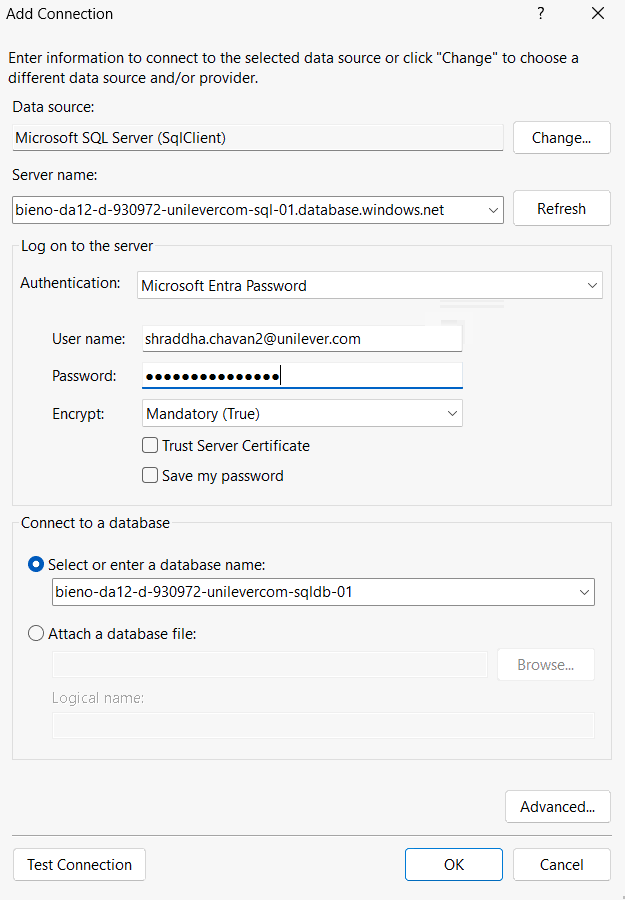 Add Connection
?
Enter information to connect to the selected data source or click "Change" to choose a
different data source and/or provider.
Data source:
Microsoft SQL Server (SqlClient)
Change...
Server name:
bieno-da12-d-930972-unilevercom-sql-01.database.windows.net
Refresh
Log on to the server
Authentication:
Microsoft Entra Password
User name:
shraddha.chavan2@unilever.com
Password:
●●●●●●●●●●●●●●●
Encrypt:
Mandatory (True)
Trust Server Certificate
Save my password
Connect to a database
Select or enter a database name:
bieno-da12-d-930972-unilevercom-sqldb-01
Attach a database file:
Browse...
Logical name:
Advanced...
Test Connection
OK
Cancel